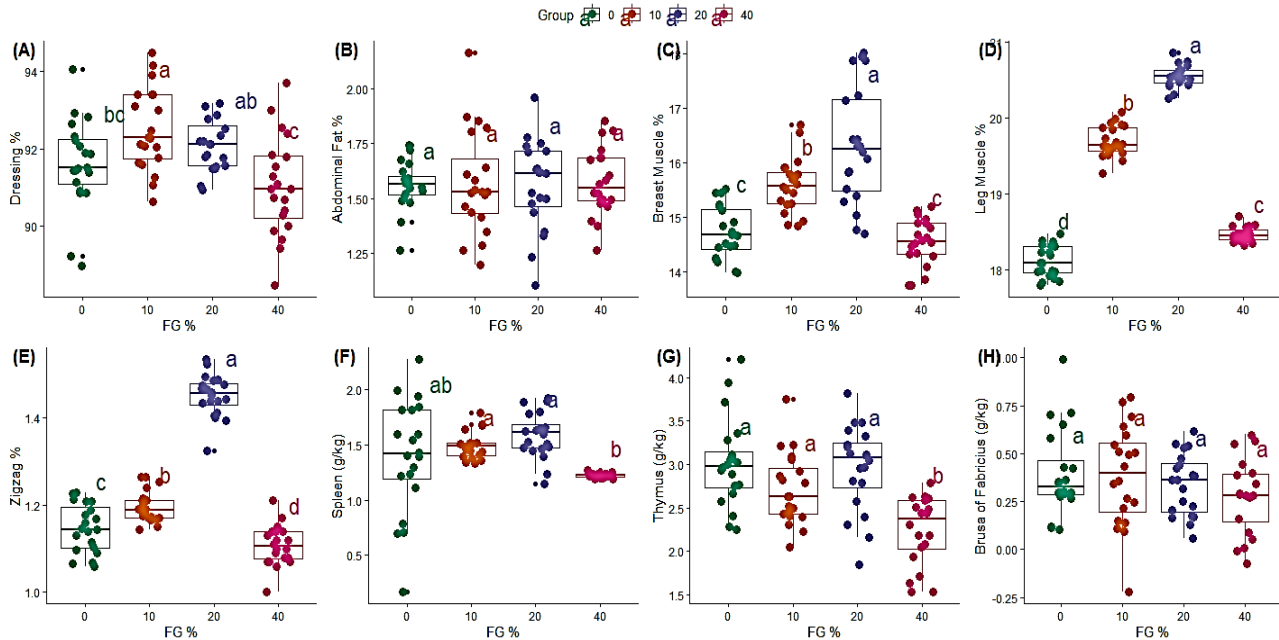 Group a 0 a 10 a 20 a 40
(A)
Dressing %
94
92
90
bc
a
ab
c
0 10 20 40
FG %
(B)
Abdominal Fat %
2.00
1.75
1.50
1.25
a
a
a
a
0 10 20 40
FG %
(C)
Breast Muscle %
18
17
16
15
14
c
b
a
c
0 10 20 40
FG %
(D)
Leg Muscle %
21
20
19
18
d
b
a
c
0 10 20 40
FG %
(E)
Zigzag %
1.4
1.2
1.0
c
b
a
d
0 10 20 40
FG %
(F)
Spleen (g/kg)
2.0
1.5
1.0
0.5
ab
a
a
b
0 10 20 40
FG %
(G)
Thymus (g/kg)
4.0
3.5
3.0
2.5
2.0
1.5
a
a
a
b
0 10 20 40
FG %
(H)
Brusa of Fabricius (g/kg)
1.00
0.75
0.50
0.25
0.00
-0.25
a
a
a
a
0 10 20 40
FG %